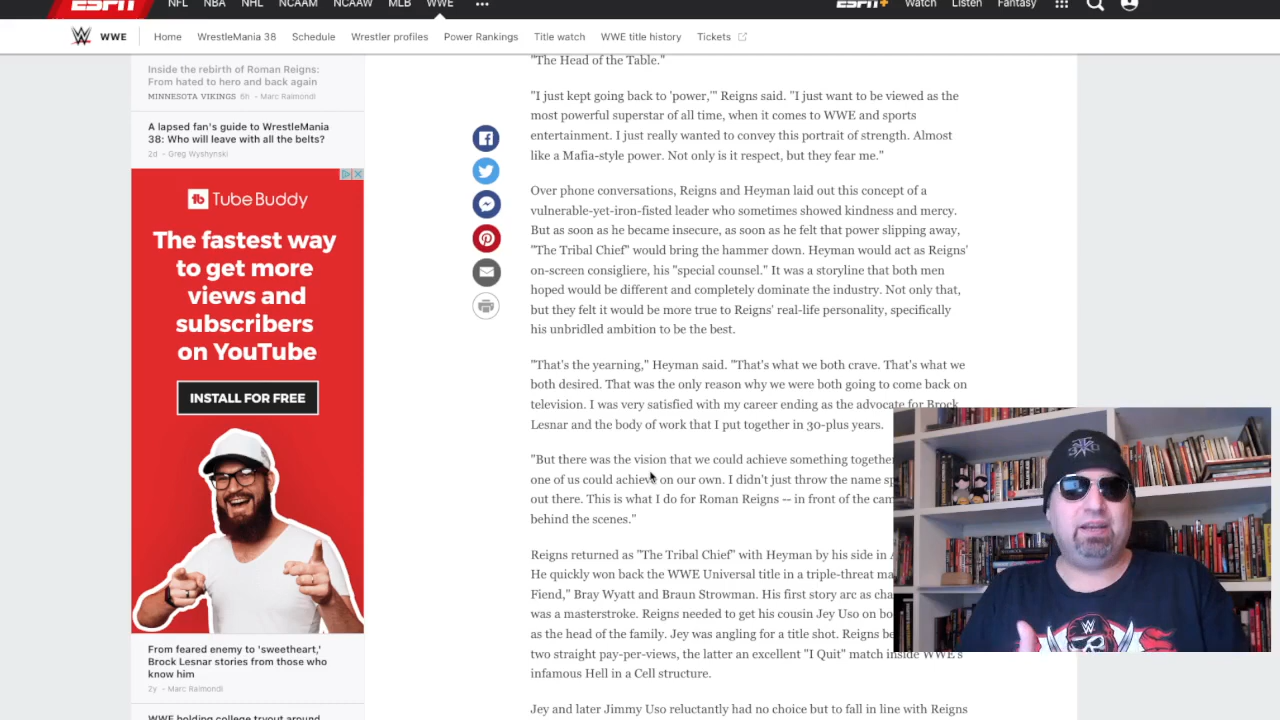 ESPN
NFL NBA NHL NCAAM NCAAW MLB WWE ...
ESPN+ Watch Listen Fantasy
W WWE Home WrestleMania 38 Schedule Wrestler profiles Power Rankings Title watch WWE title history Tickets
Inside the rebirth of Roman Reigns:
From hated to hero and back again
MINNESOTA VIKINGS 6h - Marc Raimondi
A lapsed fan's guide to WrestleMania
38: Who will leave with all the belts?
2d - Greg Wyshynski
tb TubeBuddy
The fastest way
to get more
views and
subscribers
on YouTube
INSTALL FOR FREE
From feared enemy to 'sweetheart,'
Brock Lesnar stories from those who
know him
2y - Marc Raimondi
WWE holding college tryout around
"The Head of the Table."
"I just kept going back to 'power,'" Reigns said. "I just want to be viewed as the
most powerful superstar of all time, when it comes to WWE and sports
entertainment. I just really wanted to convey this portrait of strength. Almost
like a Mafia-style power. Not only is it respect, but they fear me."
Over phone conversations, Reigns and Heyman laid out this concept of a
vulnerable-yet-iron-fisted leader who sometimes showed kindness and mercy.
But as soon as he became insecure, as soon as he felt that power slipping away,
"The Tribal Chief" would bring the hammer down. Heyman would act as Reigns'
on-screen consigliere, his "special counsel." It was a storyline that both men
hoped would be different and completely dominate the industry. Not only that,
but they felt it would be more true to Reigns' real-life personality, specifically
his unbridled ambition to be the best.
"That's the yearning," Heyman said. "That's what we both crave. That's what we
both desired. That was the only reason why we were both going to come back on
television. I was very satisfied with my career ending as the advocate for Brock
Lesnar and the body of work that I put together in 30-plus years.
"But there was the vision that we could achieve something together
one of us could achieve on our own. I didn't just throw the name sp
out there. This is what I do for Roman Reigns -- in front of the cam
behind the scenes."
Reigns returned as "The Tribal Chief" with Heyman by his side in A
He quickly won back the WWE Universal title in a triple-threat ma
Fiend," Bray Wyatt and Braun Strowman. His first story arc as cha
was a masterstroke. Reigns needed to get his cousin Jey Uso on bo
as the head of the family. Jey was angling for a title shot. Reigns be
two straight pay-per-views, the latter an excellent "I Quit" match inside WWE's
infamous Hell in a Cell structure.
Jey and later Jimmy Uso reluctantly had no choice but to fall in line with Reigns